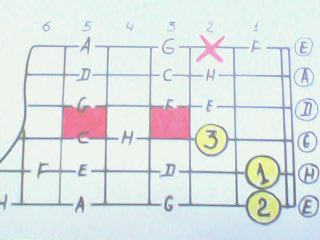 6 5 4 3 2 1
A G F E
D C H A
G F E D
C H 3 G
F E D 1 H
H A G 2 E